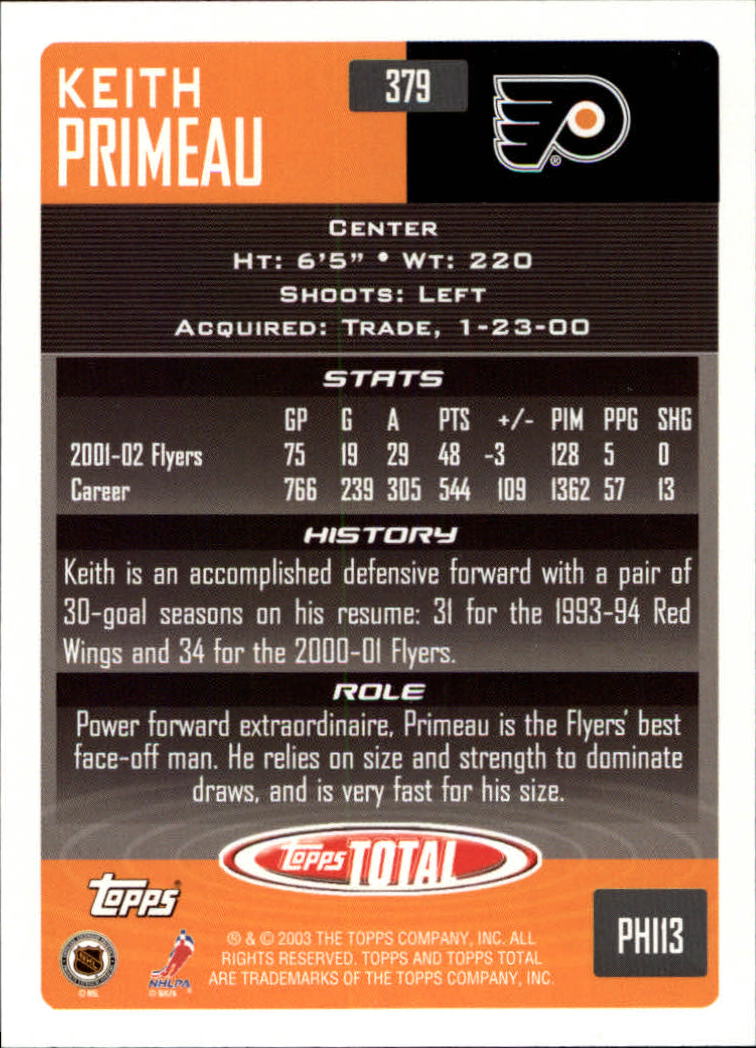 KEITH
PRIMEAU
379
®
CENTER
HT: 6'5" • WT: 220
SHOOTS: LEFT
ACQUIRED: TRADE, 1-23-00
STATS
GP G A PTS +/- PIM PPG SHG
2001-02 Flyers 75 19 29 48 -3 128 5 0
Career 766 239 305 544 109 1362 57 13
HISTORY
Keith is an accomplished defensive forward with a pair of
30-goal seasons on his resume: 31 for the 1993-94 Red
Wings and 34 for the 2000-01 Flyers.
ROLE
Power forward extraordinaire, Primeau is the Flyers' best
face-off man. He relies on size and strength to dominate
draws, and is very fast for his size.
topps TOTAL
topps
PHI13
NHL
NHLPA
® & © 2003 THE TOPPS COMPANY, INC. ALL
RIGHTS RESERVED. TOPPS AND TOPPS TOTAL
ARE TRADEMARKS OF THE TOPPS COMPANY, INC.